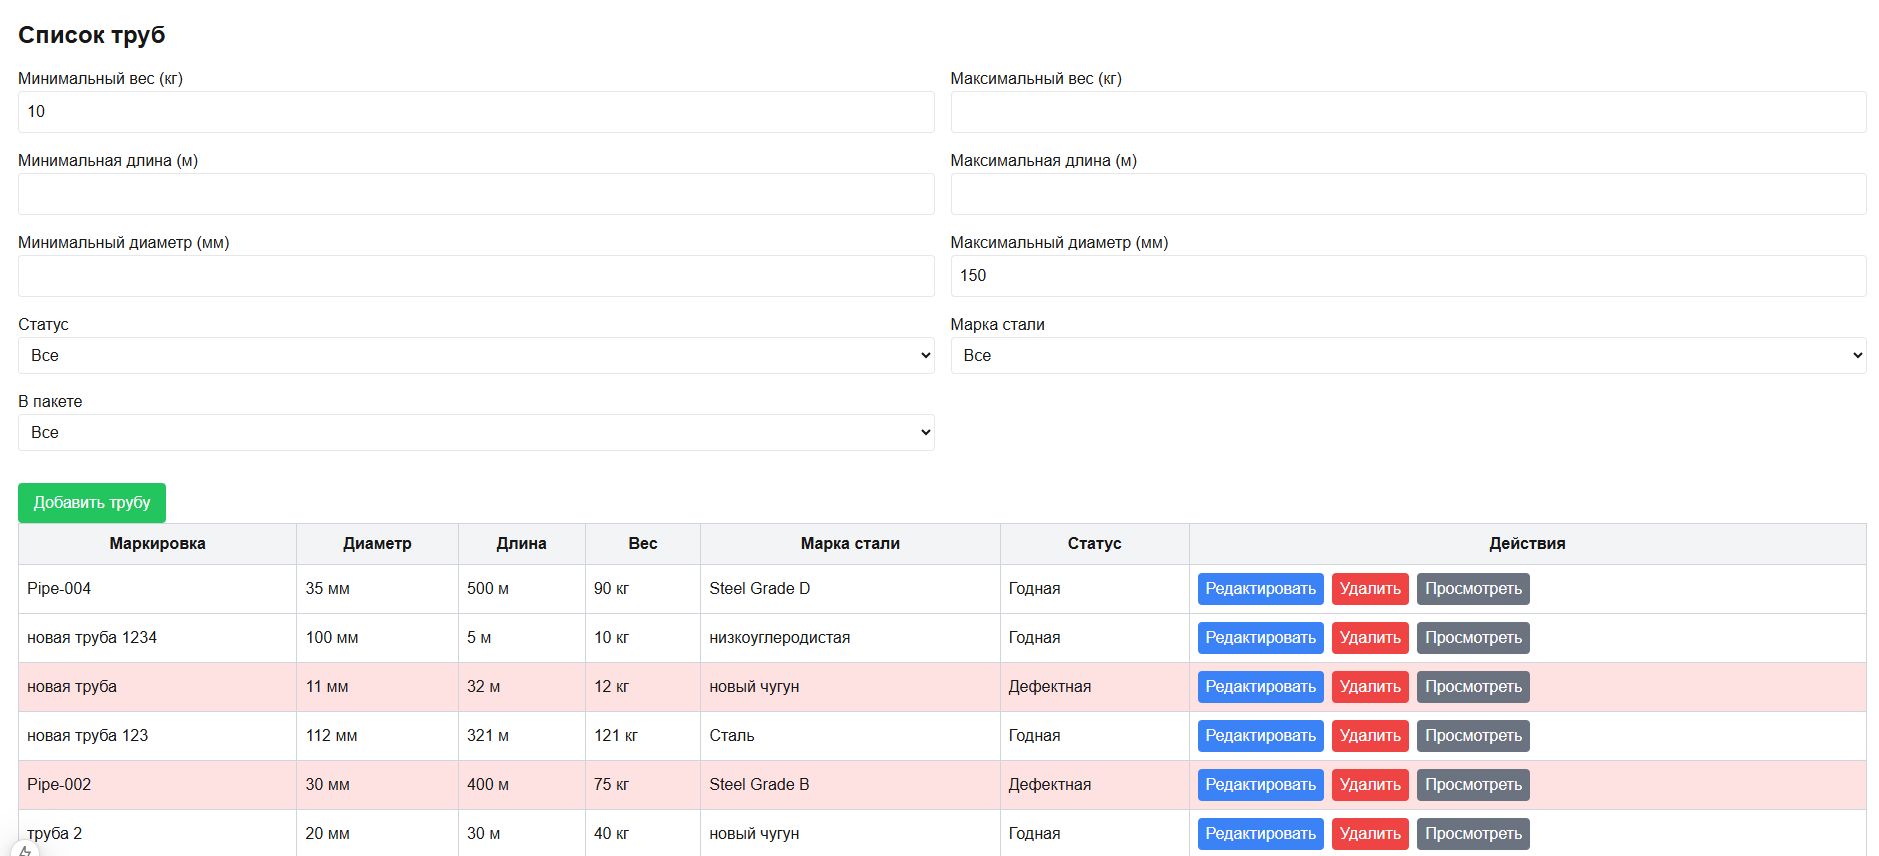 Список труб
Минимальный вес (кг) Максимальный вес (кг)
10
Минимальная длина (м) Максимальная длина (м)
Минимальный диаметр (мм) Максимальный диаметр (мм)
150
Статус Марка стали
Все Все
В пакете
Все
Добавить трубу
Маркировка Диаметр Длина Вес Марка стали Статус Действия
Pipe-004 35 мм 500 м 90 кг Steel Grade D Годная Редактировать Удалить Просмотреть
новая труба 1234 100 мм 5 м 10 кг низкоуглеродистая Годная Редактировать Удалить Просмотреть
новая труба 11 мм 32 м 12 кг новый чугун Дефектная Редактировать Удалить Просмотреть
новая труба 123 112 мм 321 м 121 кг Сталь Годная Редактировать Удалить Просмотреть
Pipe-002 30 мм 400 м 75 кг Steel Grade B Дефектная Редактировать Удалить Просмотреть
труба 2 20 мм 30 м 40 кг новый чугун Годная Редактировать Удалить Просмотреть